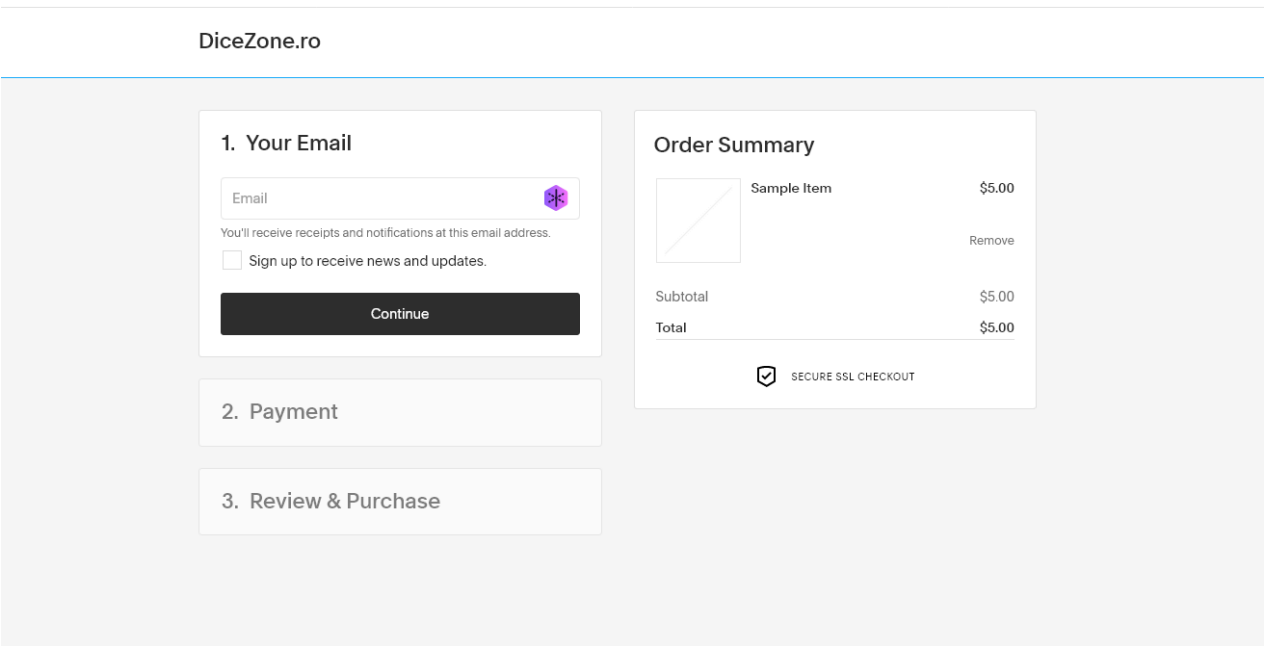 DiceZone.ro
1. Your Email
Email
You'll receive receipts and notifications at this email address.
Sign up to receive news and updates.
Continue
2. Payment
3. Review & Purchase
Order Summary
Sample Item $5.00
Remove
Subtotal $5.00
Total $5.00
SECURE SSL CHECKOUT